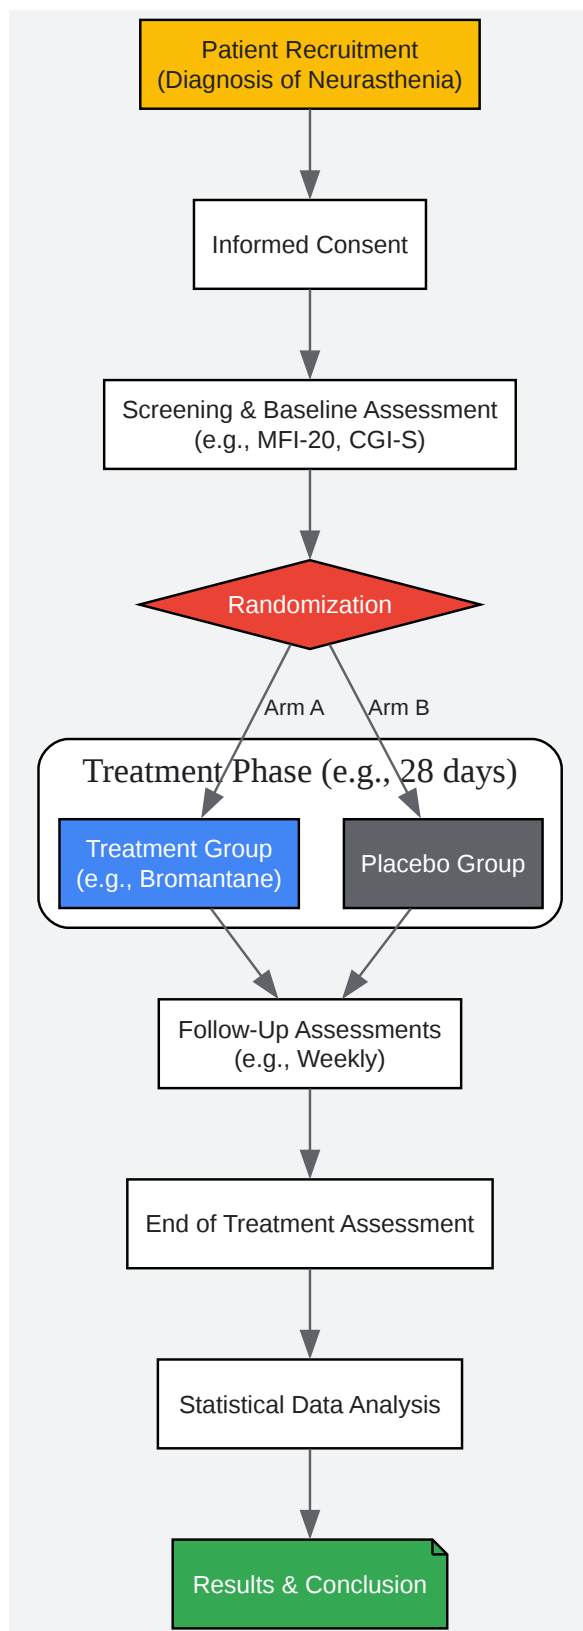 Patient Recruitment
(Diagnosis of Neurasthenia)
Informed Consent
Screening & Baseline Assessment
(e.g., MFI-20, CGI-S)
Randomization
Arm A
Arm B
Treatment Phase (e.g., 28 days)
Treatment Group
(e.g., Bromantane)
Placebo Group
Follow-Up Assessments
(e.g., Weekly)
End of Treatment Assessment
Statistical Data Analysis
Results & Conclusion